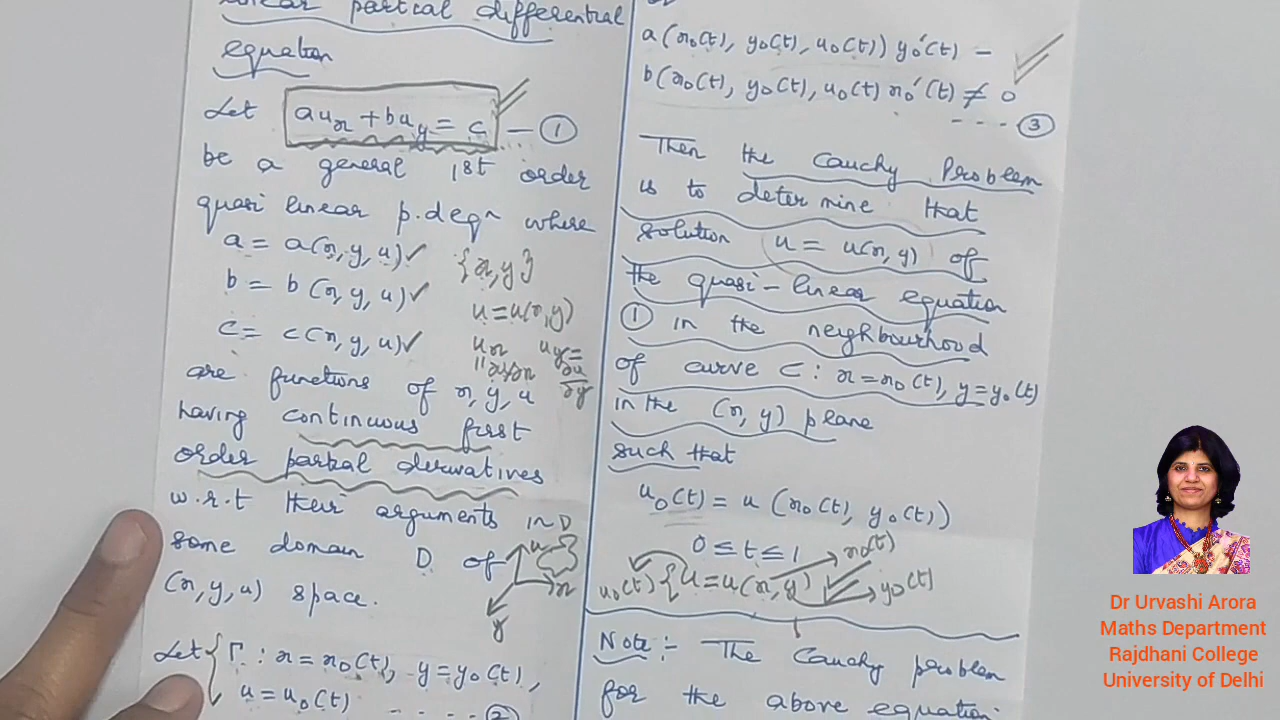 linear partial differential
equation
Let au_x + bu_y = c — ①
be a general 1st order
quasi linear p.d eqn where
a = a(x, y, u) ✓
b = b(x, y, u) ✓
c = c(x, y, u) ✓
{x, y}
u = u(x, y)
u_x u_y =
" ∂u/∂x ∂u/∂y
are functions of x, y, u
having continuous first
order partial derivatives
w.r.t their arguments in D
some domain D of
(x, y, u) space.
u
x
y
Let { Γ : x = x₀(t), y = y₀(t),
u = u₀(t) - - - - ②
a(x₀(t), y₀(t), u₀(t)) y₀'(t) –
b(x₀(t), y₀(t), u₀(t) x₀'(t) ≠ 0
- - - - ③
Then the Cauchy Problem
is to determine that
solution u = u(x, y) of
the quasi-linear equation
① in the neighbourhood
of curve C : x = x₀(t), y = y₀(t)
in the (x, y) plane
such that
u₀(t) = u (x₀(t), y₀(t))
0 ≤ t ≤ 1
x₀(t)
u₀(t) { u = u(x, y) → y₀(t)
Note :- The Cauchy problem
for the above equation
Dr Urvashi Arora
Maths Department
Rajdhani College
University of Delhi